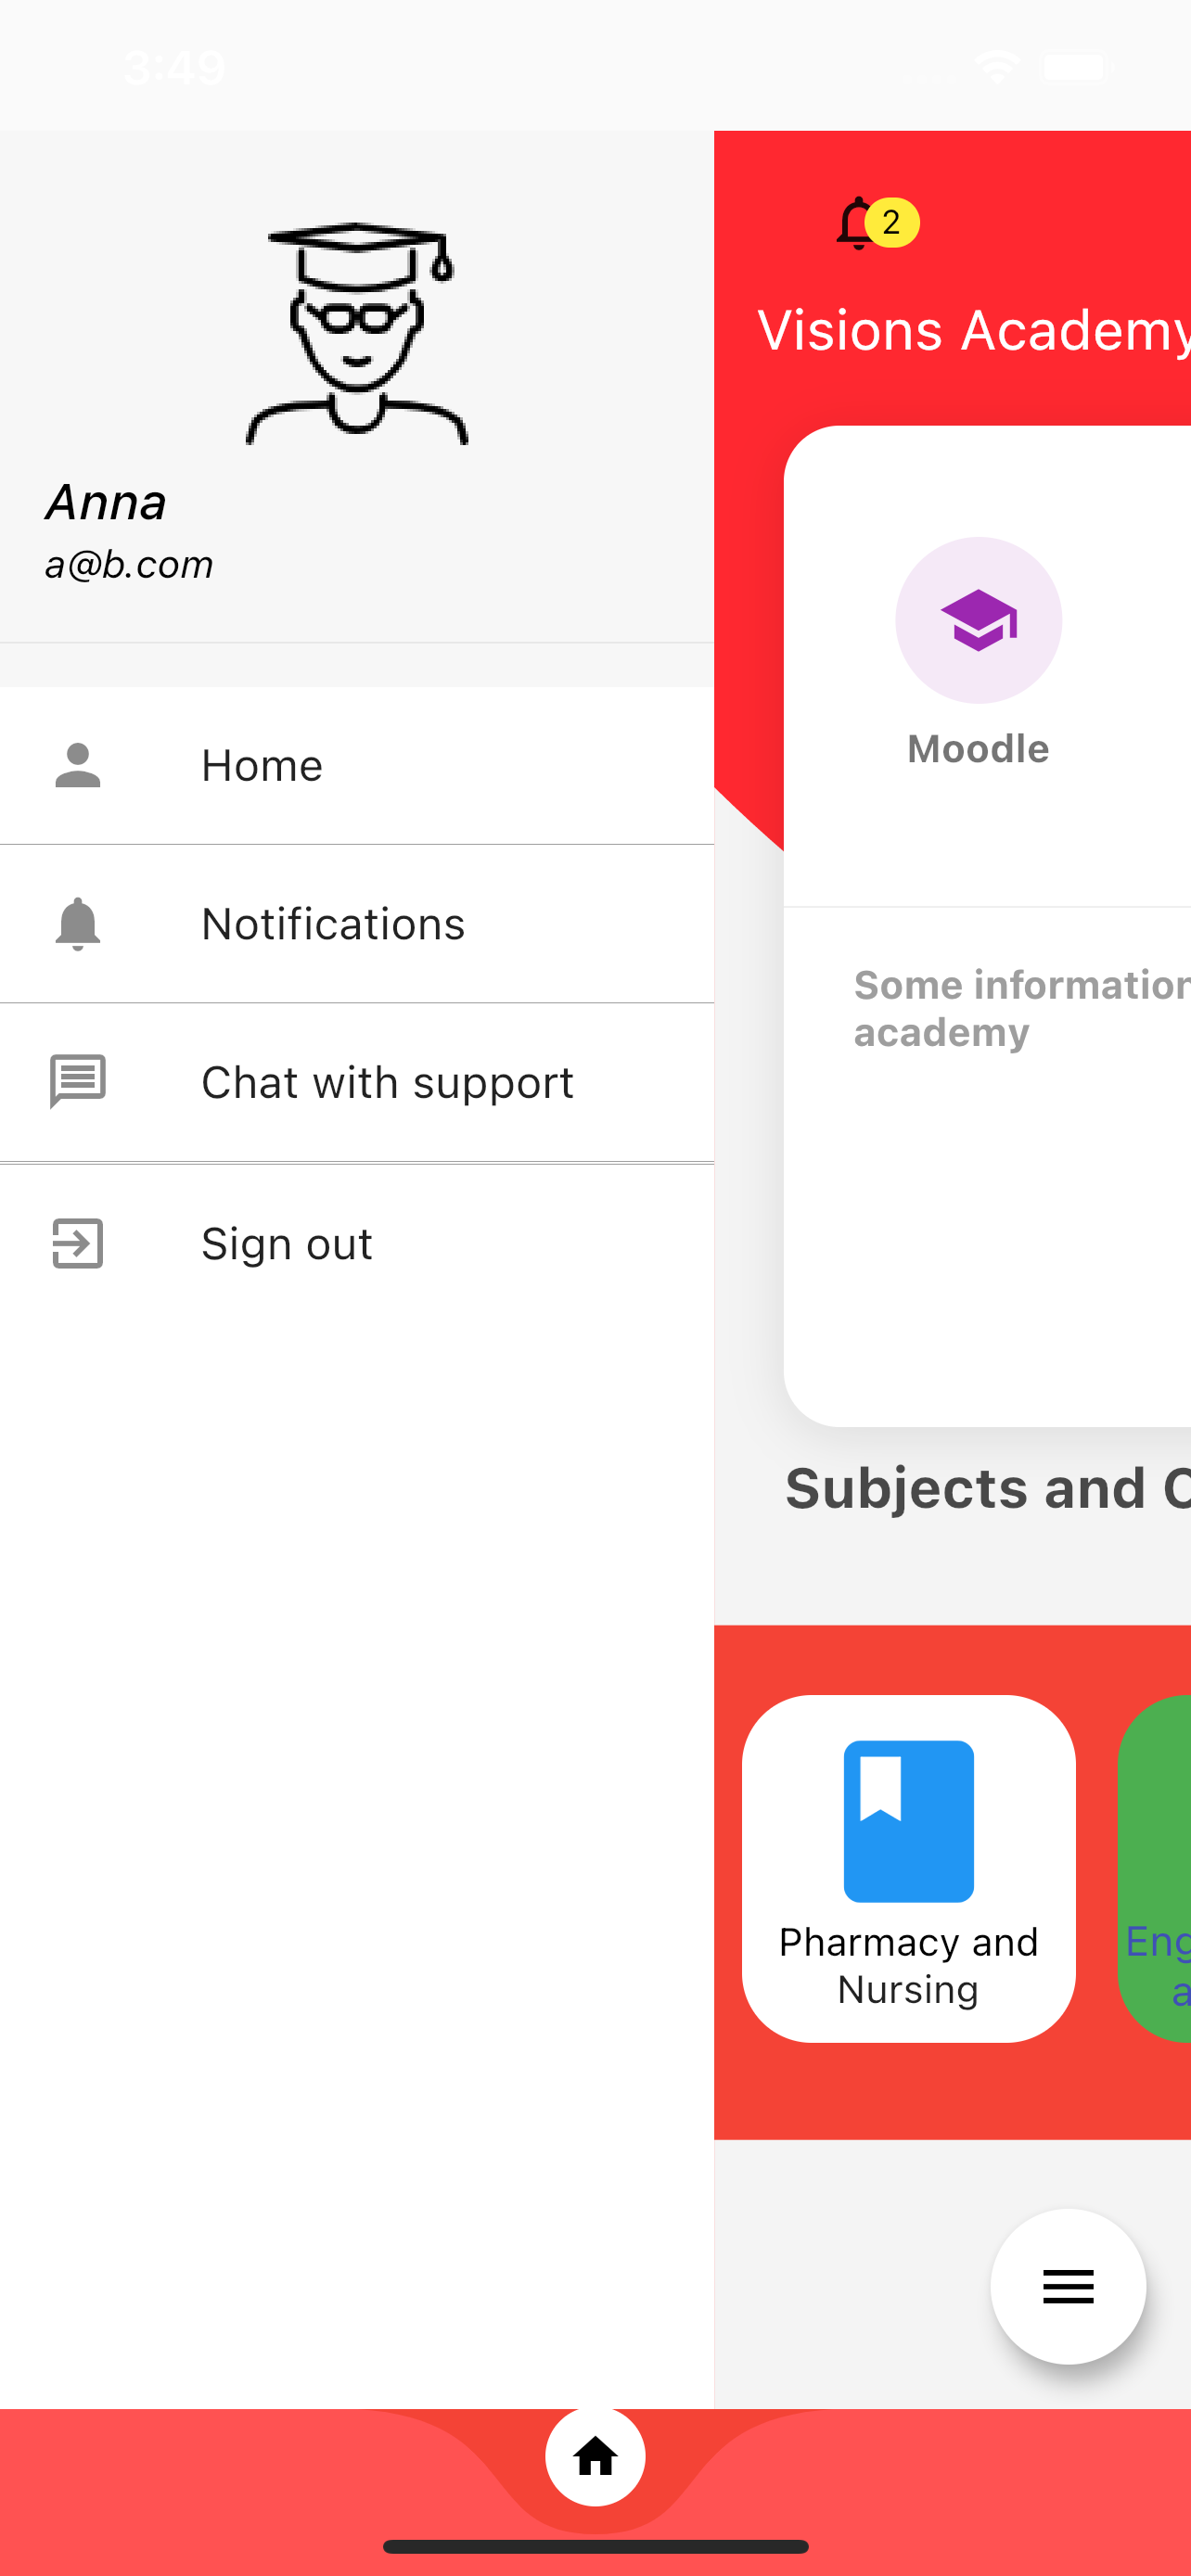 3:49
2
Visions Academy
Anna
a@b.com
Home
Notifications
Chat with support
Sign out
Moodle
Some information
academy
Subjects and C
Pharmacy and
Nursing
Eng
a